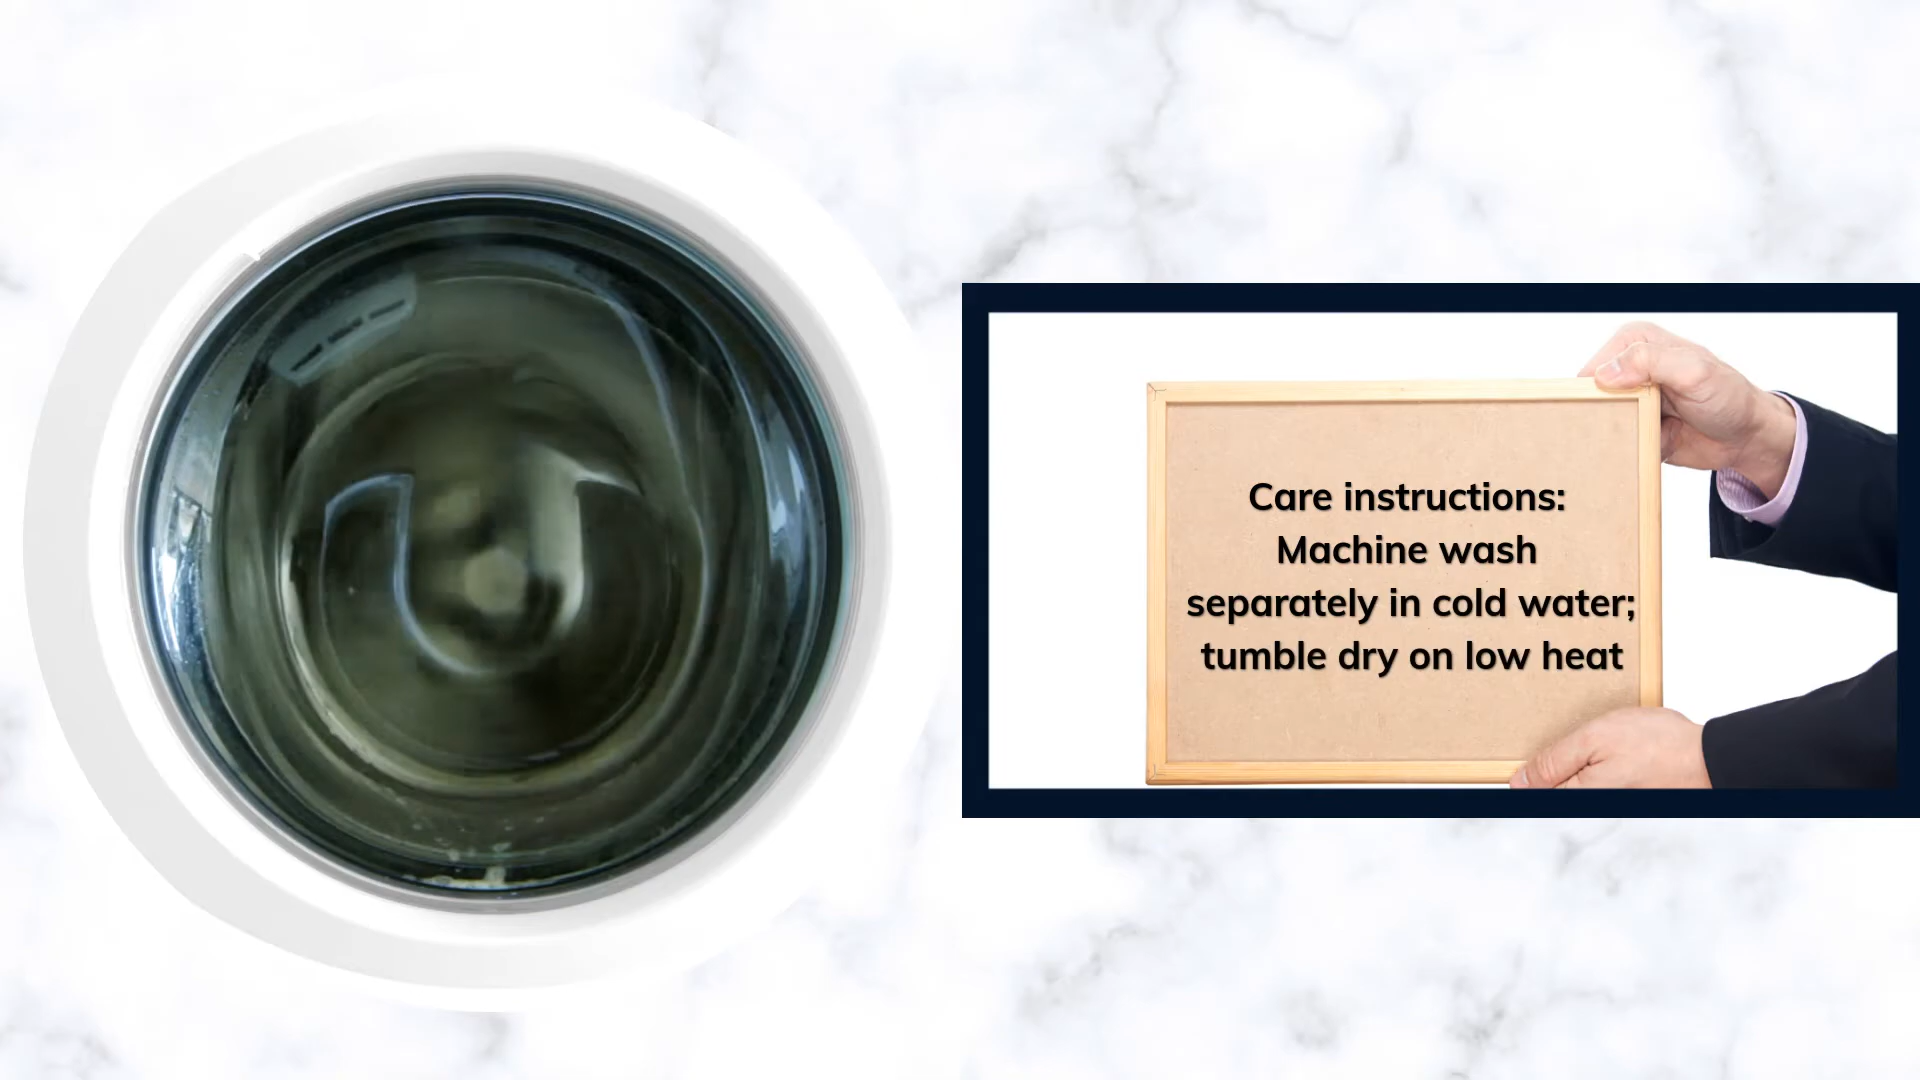 Care instructions:
Machine wash
separately in cold water;
tumble dry on low heat